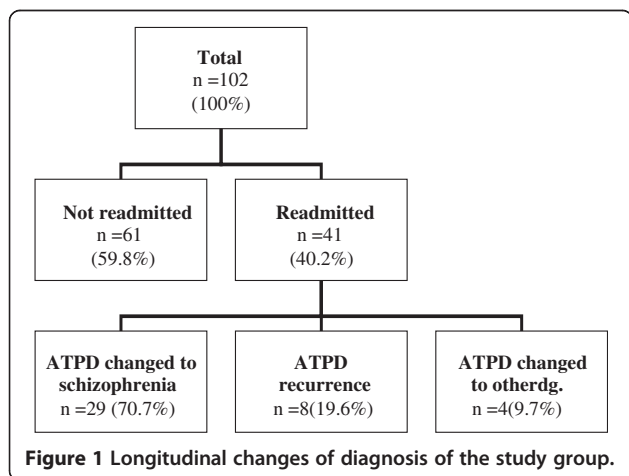 Total
n =102
(100%)
Not readmitted
n =61
(59.8%)
Readmitted
n =41
(40.2%)
ATPD changed to
schizophrenia
n =29 (70.7%)
ATPD
recurrence
n =8(19.6%)
ATPD changed
to otherdg.
n =4(9.7%)
Figure 1 Longitudinal changes of diagnosis of the study group.